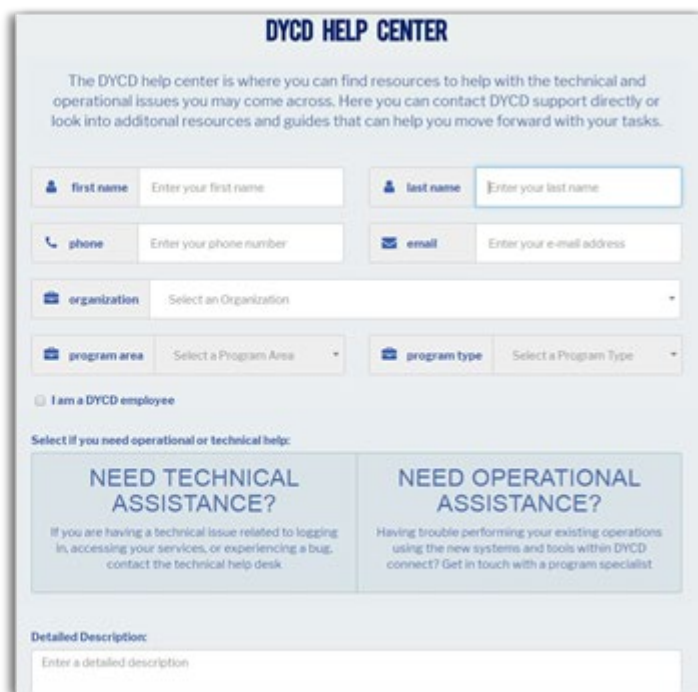 DYCD HELP CENTER
The DYCD help center is where you can find resources to help with the technical and
operational issues you may come across. Here you can contact DYCD support directly or
look into additonal resources and guides that can help you move forward with your tasks.
first name Enter your first name last name Enter your last name
phone Enter your phone number email Enter your e-mail address
organization Select an Organization
program area Select a Program Area program type Select a Program Type
I am a DYCD employee
Select if you need operational or technical help:
NEED TECHNICAL
ASSISTANCE?
If you are having a technical issue related to logging
in, accessing your services, or experiencing a bug,
contact the technical help desk
NEED OPERATIONAL
ASSISTANCE?
Having trouble performing your existing operations
using the new systems and tools within DYCD
connect? Get in touch with a program specialist
Detailed Description:
Enter a detailed description